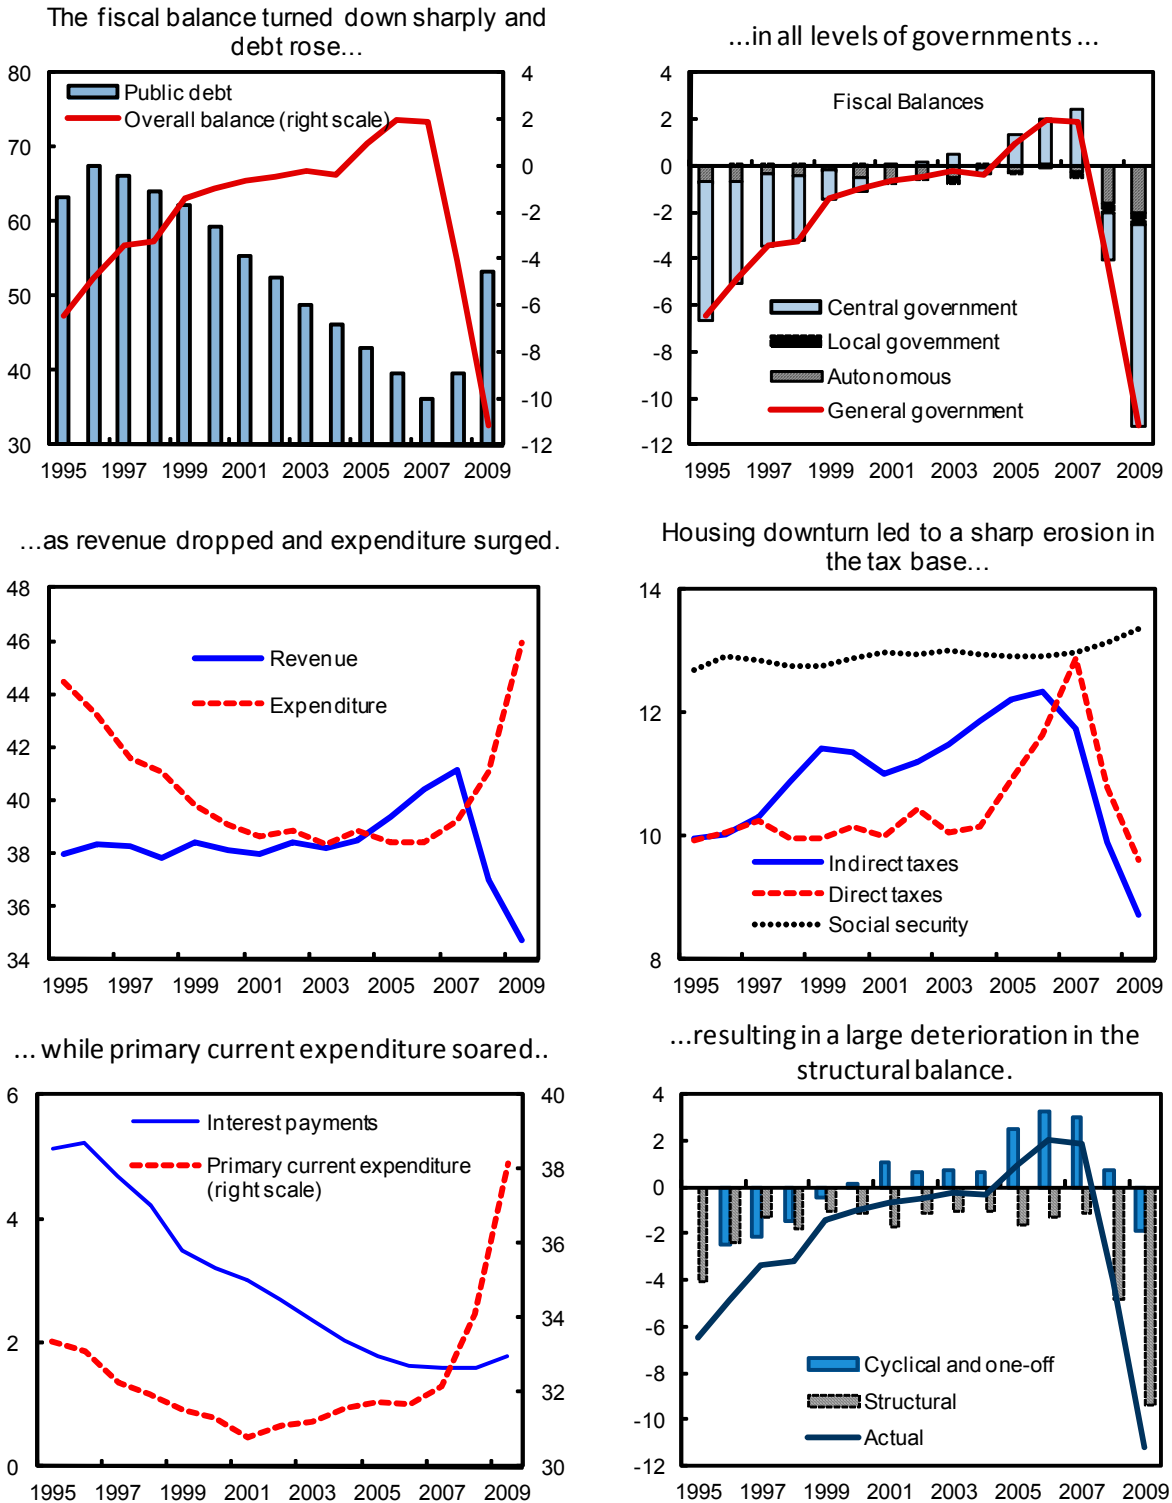 The fiscal balance turned down sharply and
debt rose...
80
70
60
50
40
30
4
2
0
-2
-4
-6
-8
-10
-12
Public debt
Overall balance (right scale)
1995 1997 1999 2001 2003 2005 2007 2009
...in all levels of governments ...
4
2
0
-2
-4
-6
-8
-10
-12
Fiscal Balances
Central government
Local government
Autonomous
General government
1995 1997 1999 2001 2003 2005 2007 2009
...as revenue dropped and expenditure surged.
48
46
44
42
40
38
36
34
Revenue
Expenditure
1995 1997 1999 2001 2003 2005 2007 2009
Housing downturn led to a sharp erosion in
the tax base...
14
12
10
8
Indirect taxes
Direct taxes
Social security
1995 1997 1999 2001 2003 2005 2007 2009
... while primary current expenditure soared..
6
4
2
0
40
38
36
34
32
30
Interest payments
Primary current expenditure
(right scale)
1995 1997 1999 2001 2003 2005 2007 2009
...resulting in a large deterioration in the
structural balance.
4
2
0
-2
-4
-6
-8
-10
-12
Cyclical and one-off
Structural
Actual
1995 1997 1999 2001 2003 2005 2007 2009